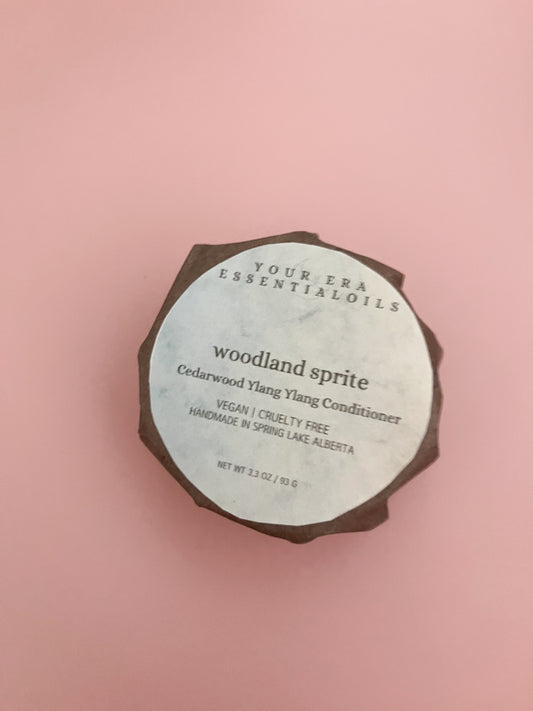 YOUR ERA
ESSENTIALOILS
woodland sprite
Cedarwood Ylang Ylang Conditioner
VEGAN | CRUELTY FREE
HANDMADE IN SPRING LAKE ALBERTA
NET WT 3.3 OZ / 93 G